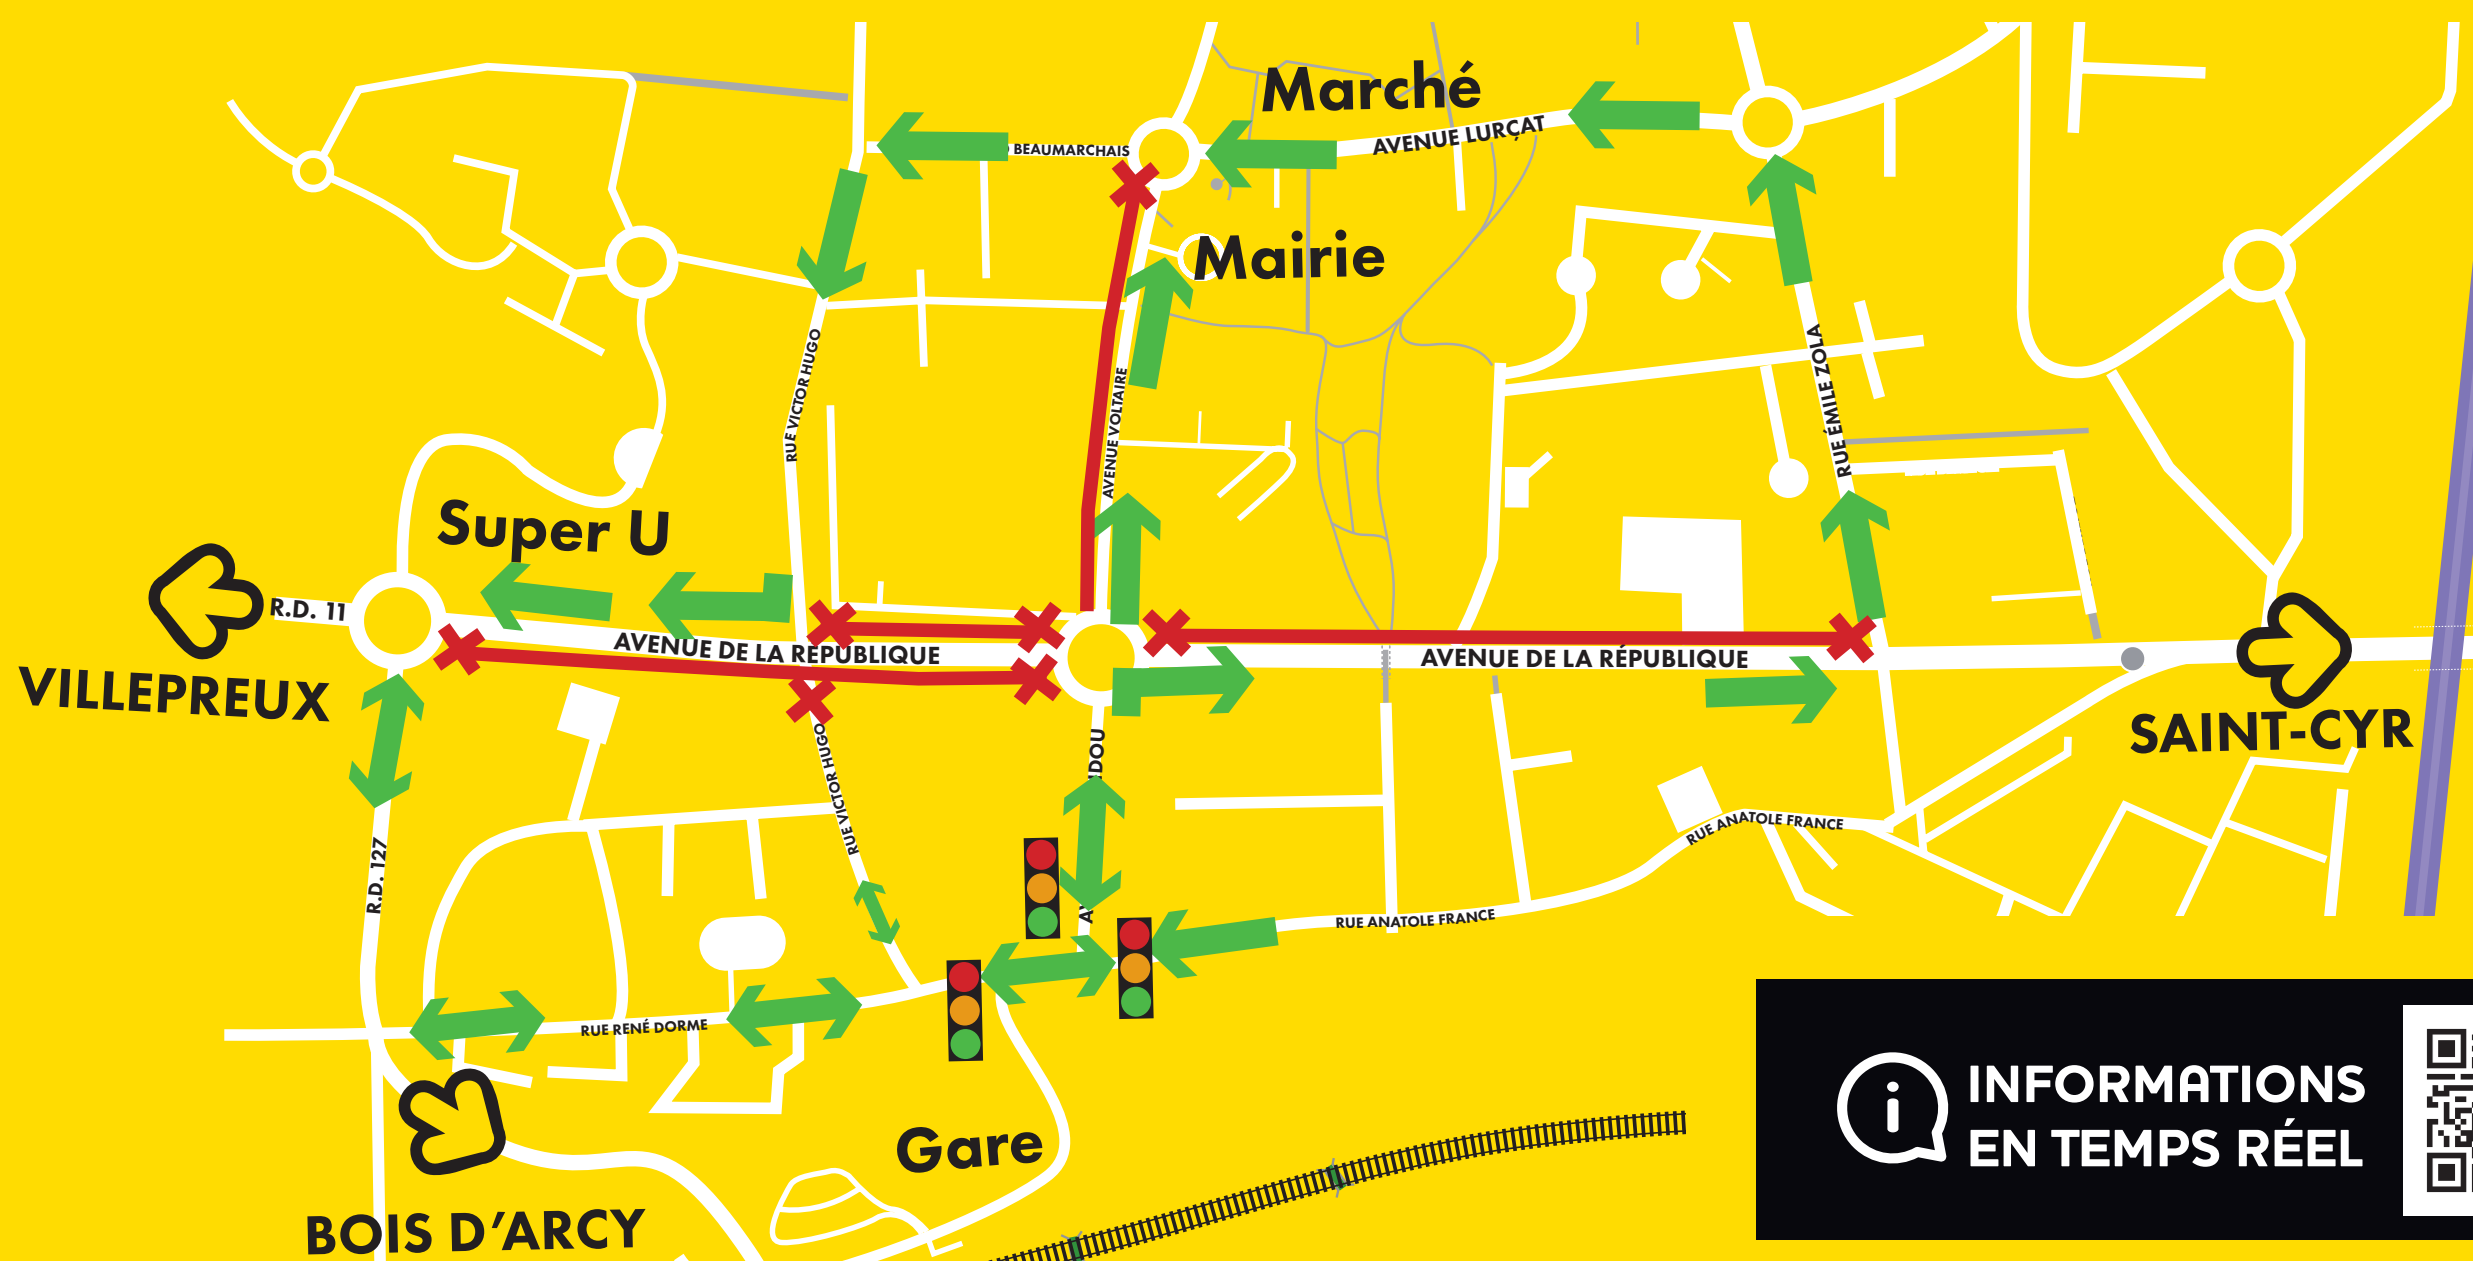 Marché
AVENUE LURÇAT
BEAUMARCHAIS
Mairie
RUE VICTOR HUGO
AVENUE VOLTAIRE
RUE ÉMILE ZOLA
Super U
R.D. 11
VILLEPREUX
AVENUE DE LA RÉPUBLIQUE
AVENUE DE LA RÉPUBLIQUE
SAINT-CYR
RUE VICTOR HUGO
R.D. 127
RUE ANATOLE FRANCE
RUE ANATOLE FRANCE
RUE RENÉ DORME
Gare
BOIS D'ARCY
INFORMATIONS
EN TEMPS RÉEL